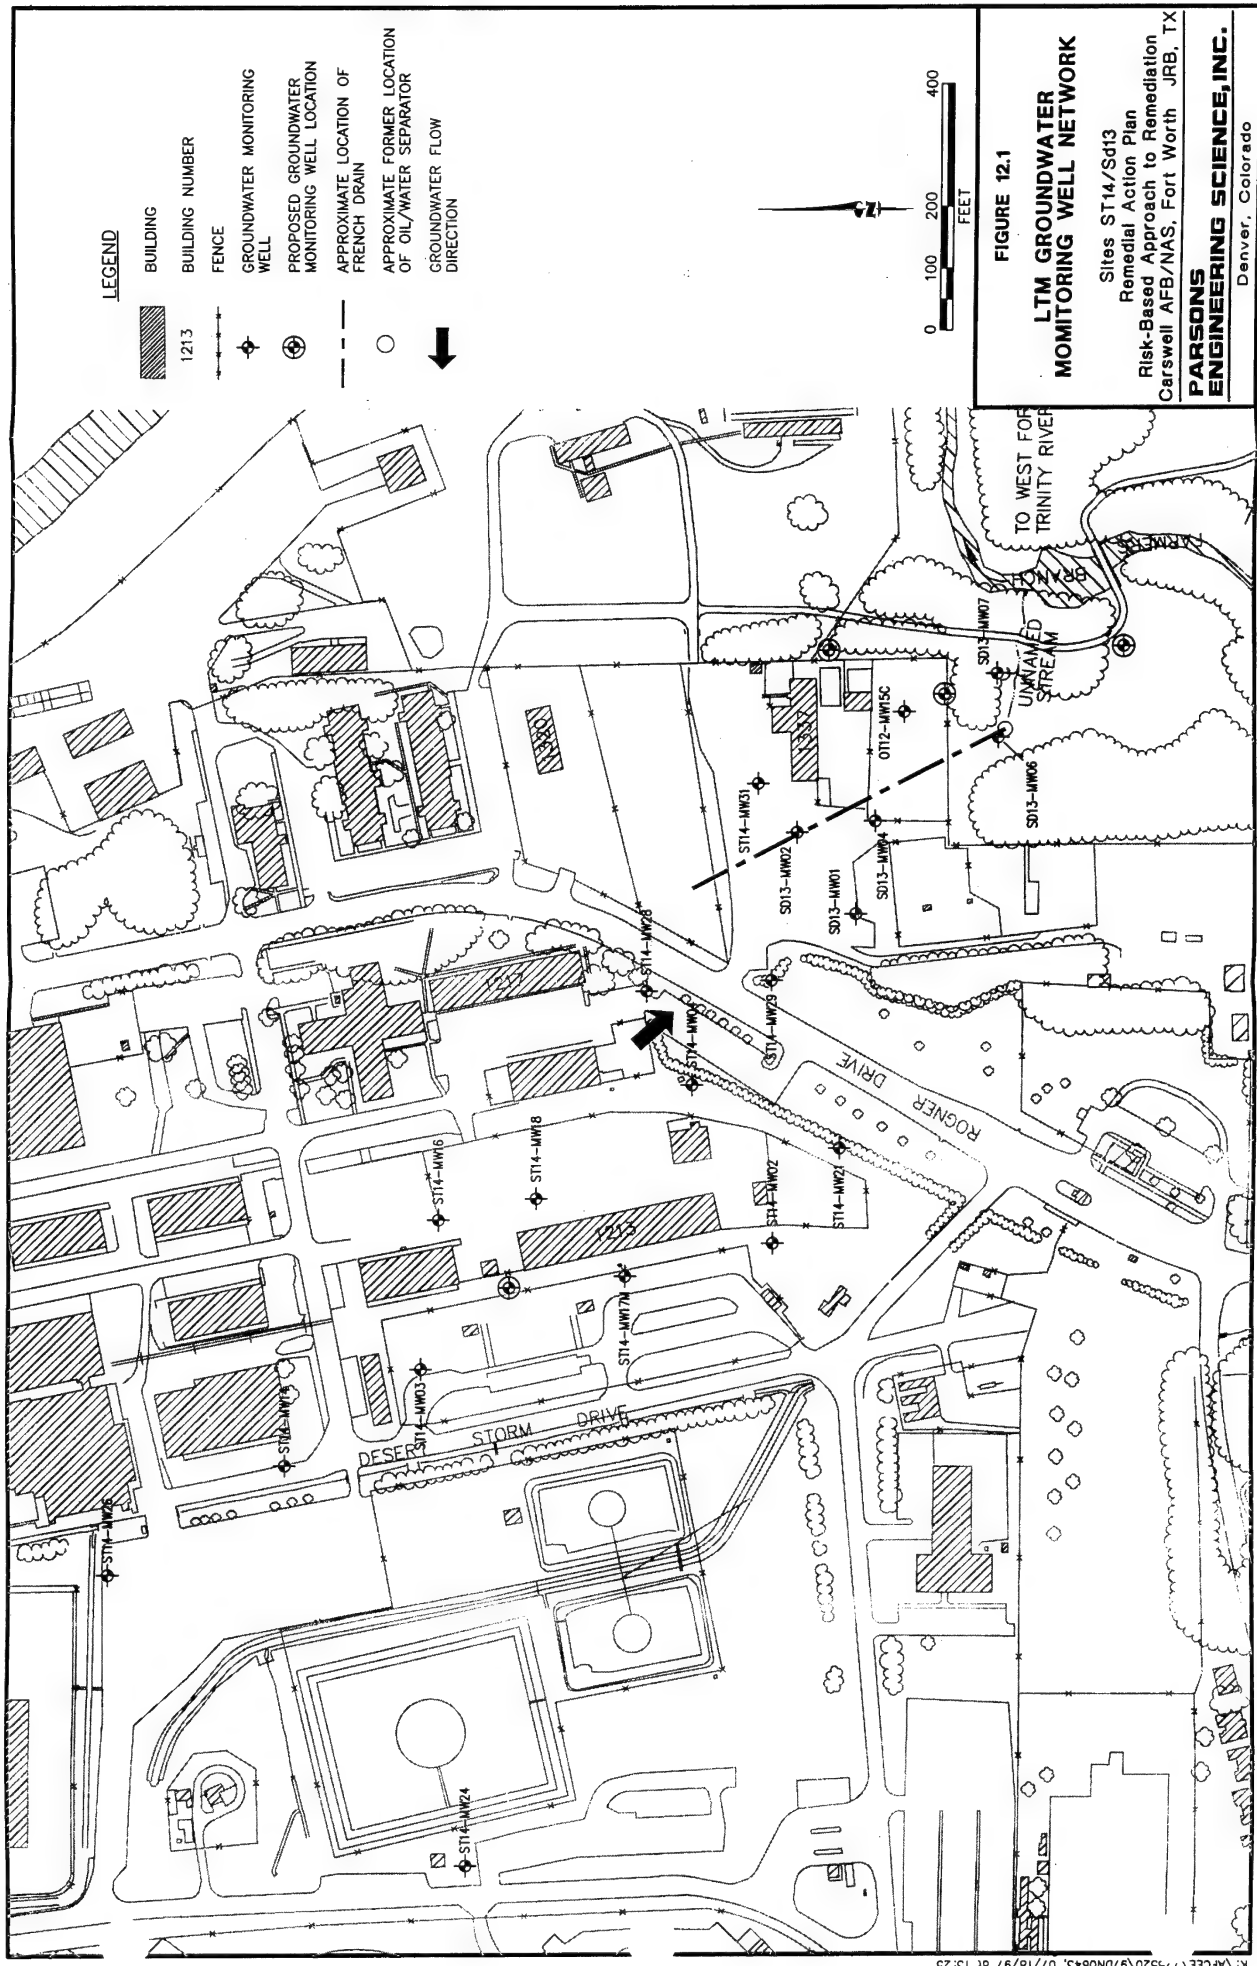 LEGEND
BUILDING
1213
BUILDING NUMBER
FENCE
GROUNDWATER MONITORING
WELL
PROPOSED GROUNDWATER
MONITORING WELL LOCATION
APPROXIMATE LOCATION OF
FRENCH DRAIN
APPROXIMATE FORMER LOCATION
OF OIL/WATER SEPARATOR
GROUNDWATER FLOW
DIRECTION
N
0 100 200 400
FEET
FIGURE 12.1
LTM GROUNDWATER
MOMITORING WELL NETWORK
Sites ST14/Sd13
Remedial Action Plan
Risk-Based Approach to Remediation
Carswell AFB/NAS, Fort Worth JRB, TX
PARSONS
ENGINEERING SCIENCE, INC.
Denver, Colorado
ST14-MW26
ST14-MW24
ST14-MW03
DESERT STORM DRIVE
ST14-MW17M
ST14-MW16
ST14-MW18
1213
ST14-MW02
ST14-MW21
1217
ST14-MW28
ST14-MW29
ROGNER DRIVE
1320
1337
ST14-MW31
SD13-MW02
SD13-MW01
SD13-MW04
OT12-MW15C
SD13-MW06
SD13-MW07
UNNAMED
STREAM
FARMERS BRANCH
TO WEST FOR
TRINITY RIVER